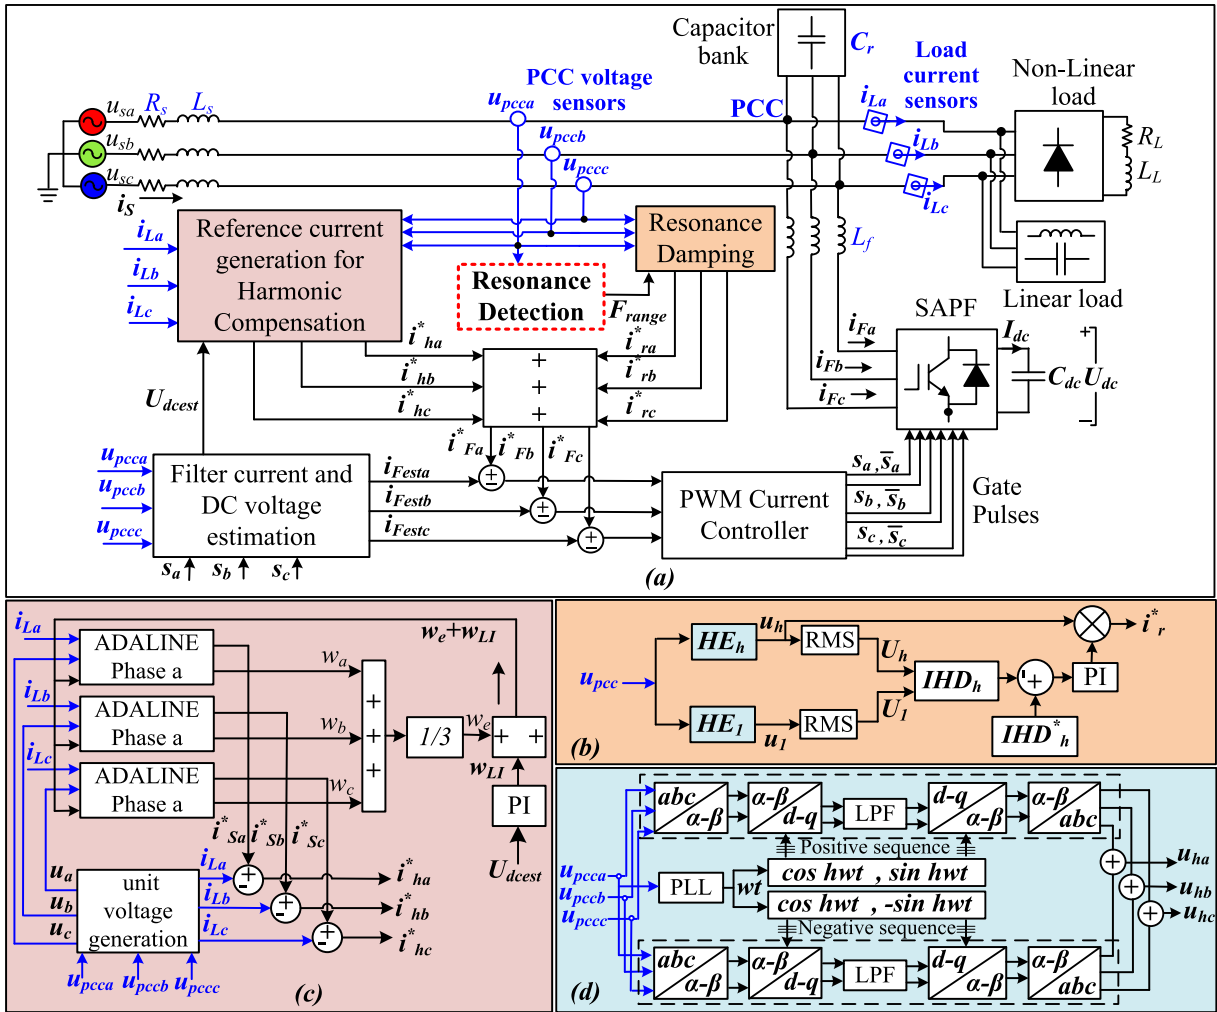 Capacitor
bank
C_r
PCC voltage
sensors
Load
current
sensors
Non-Linear
load
u_sa
R_s
L_s
u_pcca
PCC
i_La
u_sb
u_pccb
i_Lb
R_L
u_sc
u_pccc
i_Lc
L_L
i_S
i_La
i_Lb
i_Lc
Reference current
generation for
Harmonic
Compensation
Resonance
Damping
L_f
Resonance
Detection
F_range
Linear load
SAPF
i*_ha
i*_hb
i*_hc
+
+
+
i*_ra
i*_rb
i*_rc
i_Fa
i_Fb
i_Fc
I_dc
C_dc
+
U_dc
−
U_dcest
i*_Fa
i*_Fb
i*_Fc
u_pcca
u_pccb
u_pccc
Filter current and
DC voltage
estimation
i_Festa
i_Festb
i_Festc
±
±
±
PWM Current
Controller
s_a, s̅_a
s_b, s̅_b
s_c, s̅_c
Gate
Pulses
s_a
s_b
s_c
(a)
i_La
ADALINE
Phase a
w_e+w_LI
w_a
i_Lb
ADALINE
Phase a
w_b
i_Lc
ADALINE
Phase a
w_c
+
+
+
1/3
w_e
+ +
w_LI
PI
U_dcest
i*_Sa
i*_Sb
i*_Sc
u_a
u_b
u_c
unit
voltage
generation
i_La
i_Lb
i_Lc
- +
- +
- +
i*_ha
i*_hb
i*_hc
u_pcca
u_pccb
u_pccc
(c)
u_pcc
HE_h
u_h
RMS
U_h
i*_r
HE_1
u_1
RMS
U_1
IHD_h
- +
PI
IHD*_h
(b)
abc
α-β
α-β
d-q
LPF
d-q
α-β
α-β
abc
Positive sequence
u_pcca
u_pccb
u_pccc
PLL
wt
cos hwt , sin hwt
cos hwt , -sin hwt
Negative sequence
+
+
+
u_ha
u_hb
u_hc
abc
α-β
α-β
d-q
LPF
d-q
α-β
α-β
abc
(d)